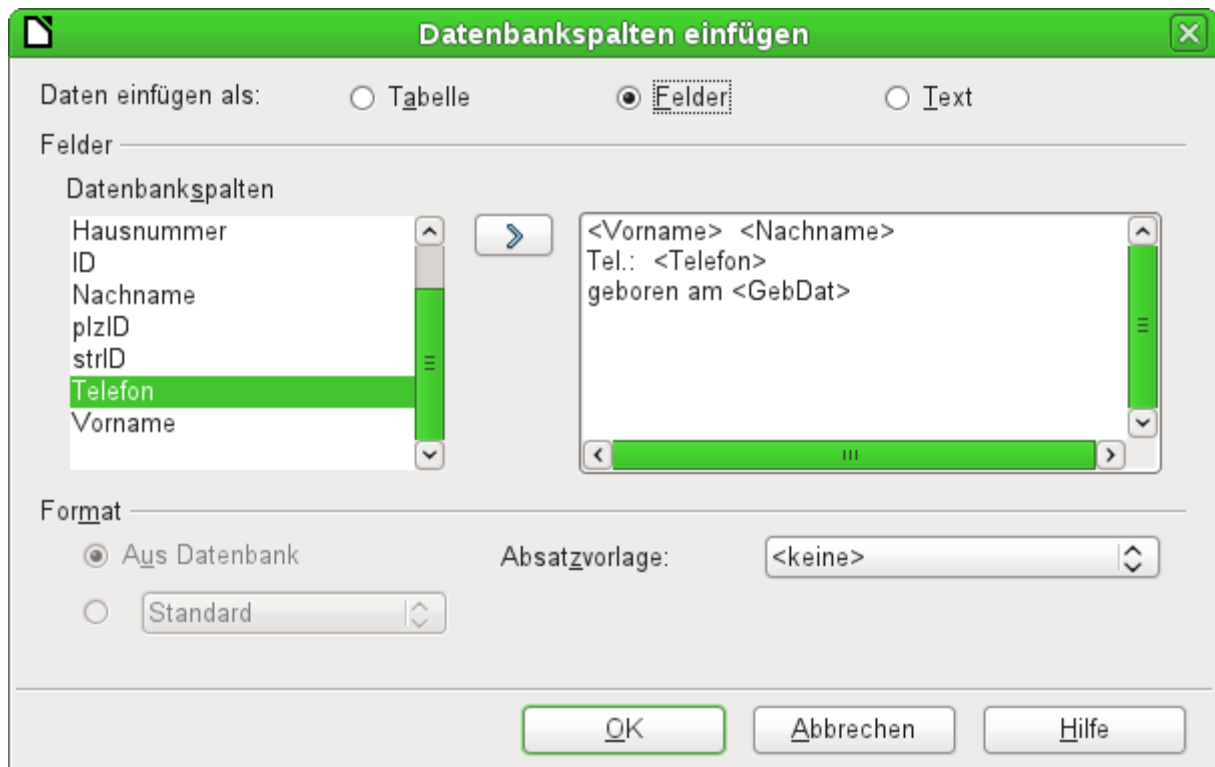 Datenbankspalten einfügen
Daten einfügen als: Tabelle Felder Text
Felder
Datenbankspalten
Hausnummer
ID
Nachname
plzID
strID
Telefon
Vorname
<Vorname> <Nachname>
Tel.: <Telefon>
geboren am <GebDat>
Format
Aus Datenbank
Absatzvorlage: <keine>
Standard
OK Abbrechen Hilfe